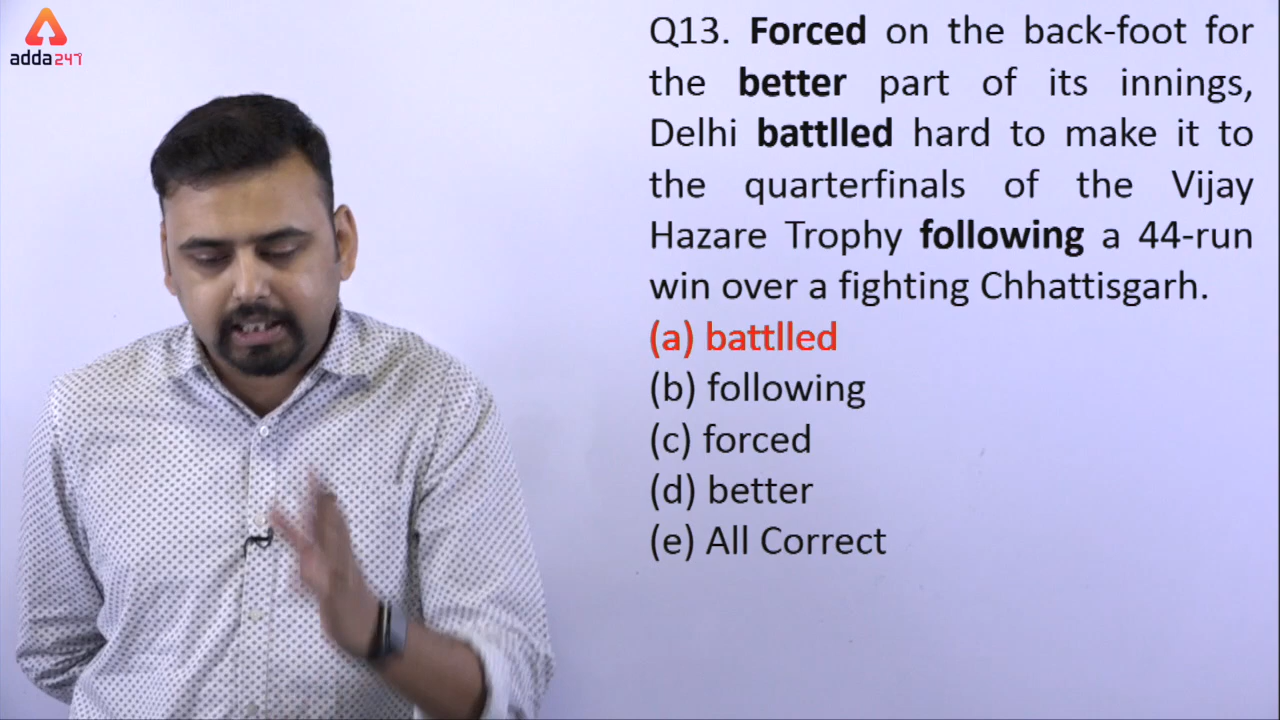 adda247
Q13. Forced on the back-foot for
the better part of its innings,
Delhi battlled hard to make it to
the quarterfinals of the Vijay
Hazare Trophy following a 44-run
win over a fighting Chhattisgarh.
(a) battlled
(b) following
(c) forced
(d) better
(e) All Correct